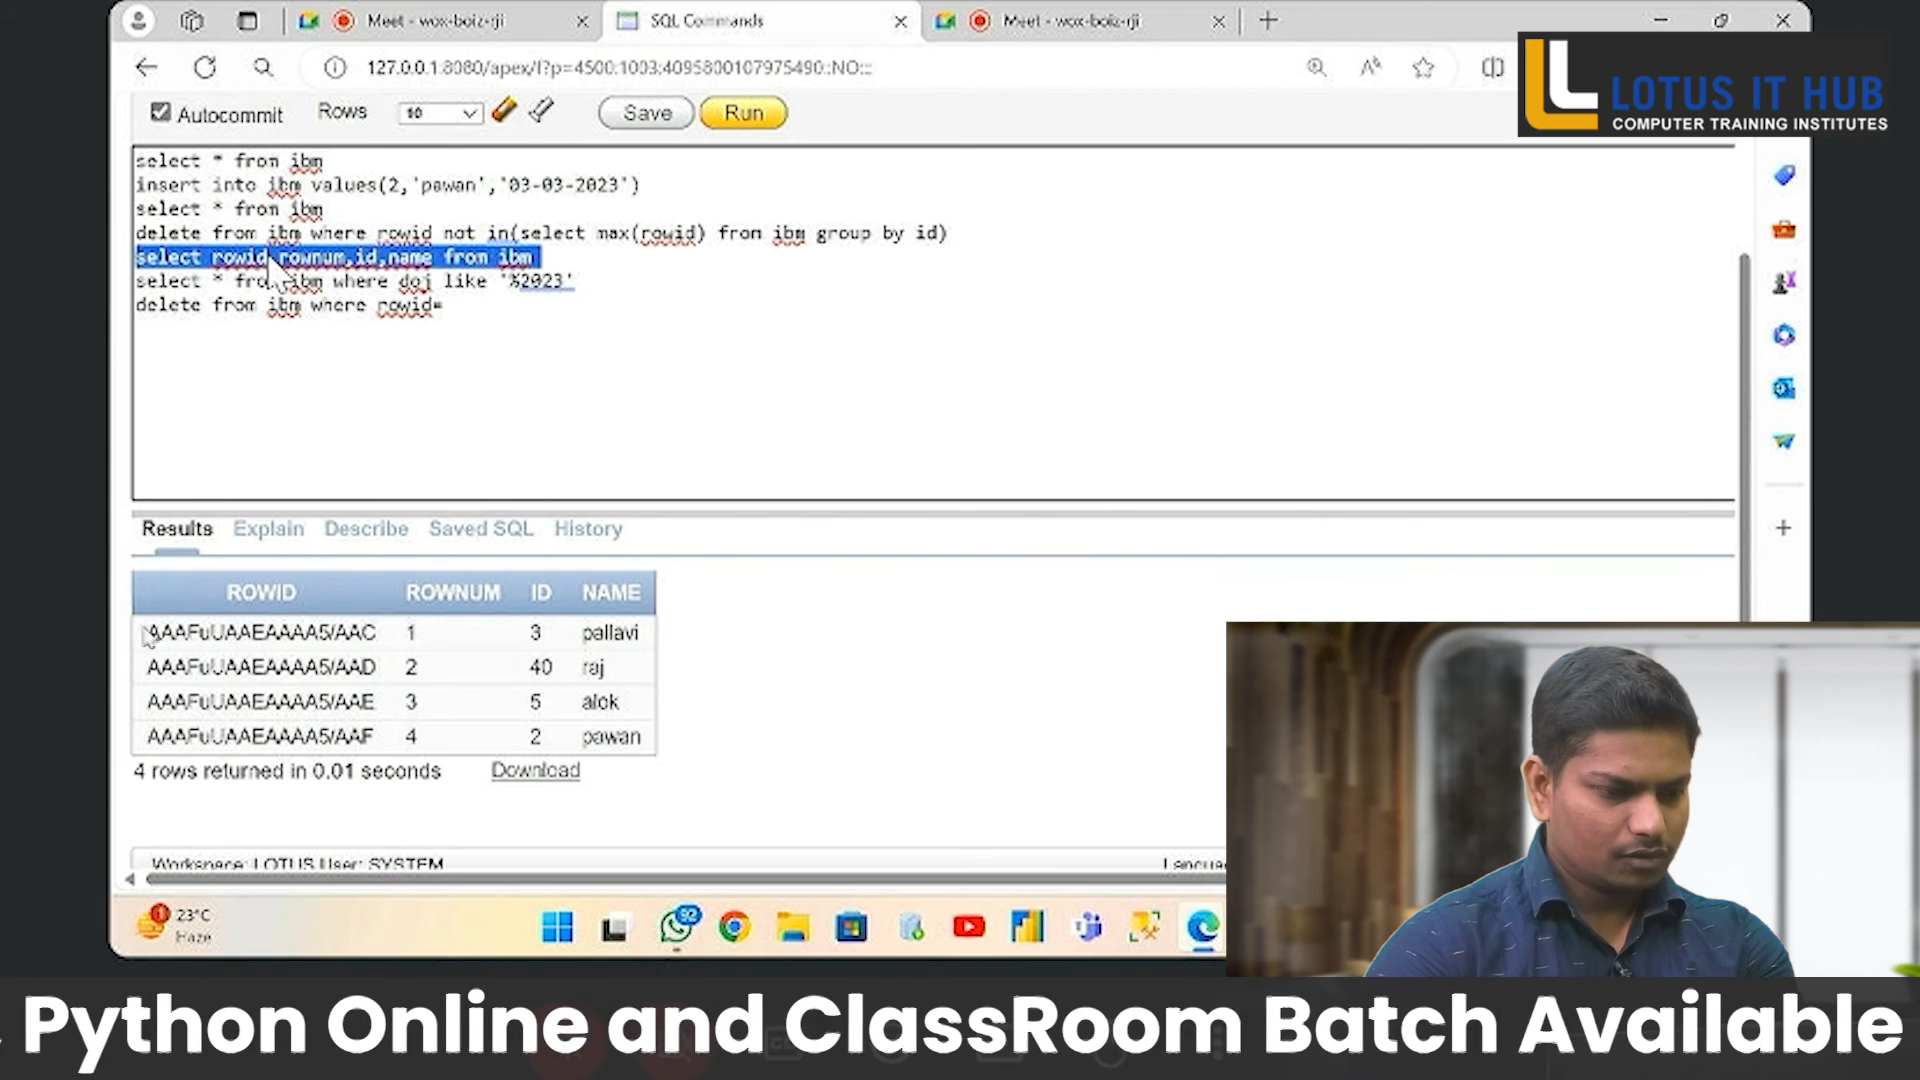 Meet - wox-boiz-rji
SQL Commands
Meet - wox-boiz-rji
127.0.0.1:8080/apex/f?p=4500:1003:4095800107975490::NO:::
LOTUS IT HUB
COMPUTER TRAINING INSTITUTES
Autocommit Rows 10 Save Run
select * from ibm
insert into ibm values(2,'pawan','03-03-2023')
select * from ibm
delete from ibm where rowid not in(select max(rowid) from ibm group by id)
select rowid,rownum,id,name from ibm
select * from ibm where doj like '%2023'
delete from ibm where rowid=
Results Explain Describe Saved SQL History
ROWID ROWNUM ID NAME
AAAFuUAAEAAAA5/AAC 1 3 pallavi
AAAFuUAAEAAAA5/AAD 2 40 raj
AAAFuUAAEAAAA5/AAE 3 5 alok
AAAFuUAAEAAAA5/AAF 4 2 pawan
4 rows returned in 0.01 seconds Download
Workspace: LOTUS User: SYSTEM
23°C
Haze
92
Python Online and ClassRoom Batch Available